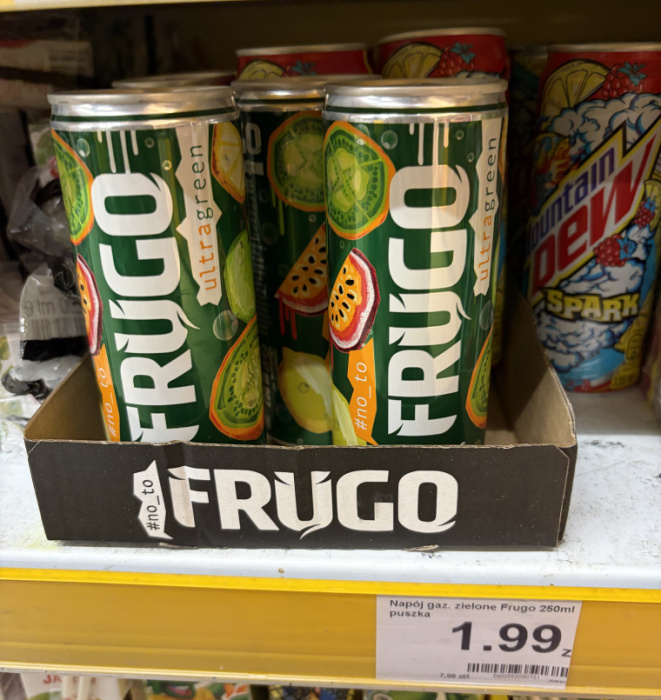 FRUGO
ultragreen
#no_to
FRUGO
ultragreen
#no_to
Mountain
Dew
SPARK
#no_to
FRUGO
Napój gaz. zielone Frugo 250ml
puszka
1.99